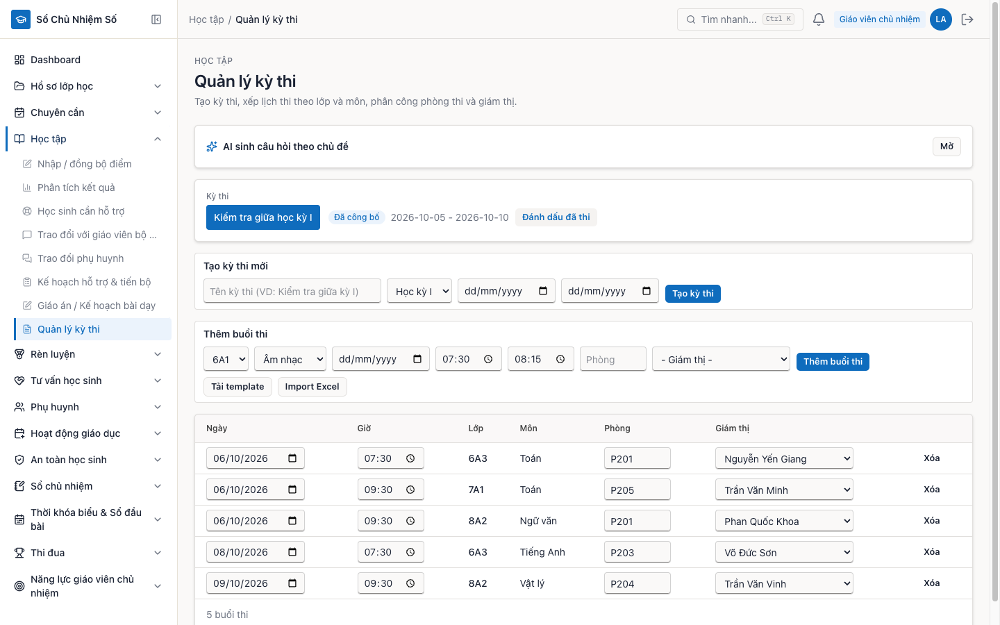 Sổ Chủ Nhiệm Số
Học tập / Quản lý kỳ thi
Tìm nhanh... Ctrl K
Giáo viên chủ nhiệm
LA
Dashboard
Hồ sơ lớp học
Chuyên cần
Học tập
Nhập / đồng bộ điểm
Phân tích kết quả
Học sinh cần hỗ trợ
Trao đổi với giáo viên bộ ...
Trao đổi phụ huynh
Kế hoạch hỗ trợ & tiến bộ
Giáo án / Kế hoạch bài dạy
Quản lý kỳ thi
Rèn luyện
Tư vấn học sinh
Phụ huynh
Hoạt động giáo dục
An toàn học sinh
Sổ chủ nhiệm
Thời khóa biểu & Sổ đầu
bài
Thi đua
Năng lực giáo viên chủ
nhiệm
HỌC TẬP
Quản lý kỳ thi
Tạo kỳ thi, xếp lịch thi theo lớp và môn, phân công phòng thi và giám thị.
AI sinh câu hỏi theo chủ đề
Mở
Kỳ thi
Kiểm tra giữa học kỳ I Đã công bố 2026-10-05 - 2026-10-10 Đánh dấu đã thi
Tạo kỳ thi mới
Tên kỳ thi (VD: Kiểm tra giữa kỳ I) Học kỳ I dd/mm/yyyy dd/mm/yyyy Tạo kỳ thi
Thêm buổi thi
6A1 Âm nhạc dd/mm/yyyy 07:30 08:15 Phòng - Giám thị - Thêm buổi thi
Tải template Import Excel
Ngày Giờ Lớp Môn Phòng Giám thị
06/10/2026 07:30 6A3 Toán P201 Nguyễn Yến Giang Xóa
06/10/2026 09:30 7A1 Toán P205 Trần Văn Minh Xóa
06/10/2026 09:30 8A2 Ngữ văn P201 Phan Quốc Khoa Xóa
08/10/2026 07:30 6A3 Tiếng Anh P203 Võ Đức Sơn Xóa
09/10/2026 09:30 8A2 Vật lý P204 Trần Văn Vinh Xóa
5 buổi thi